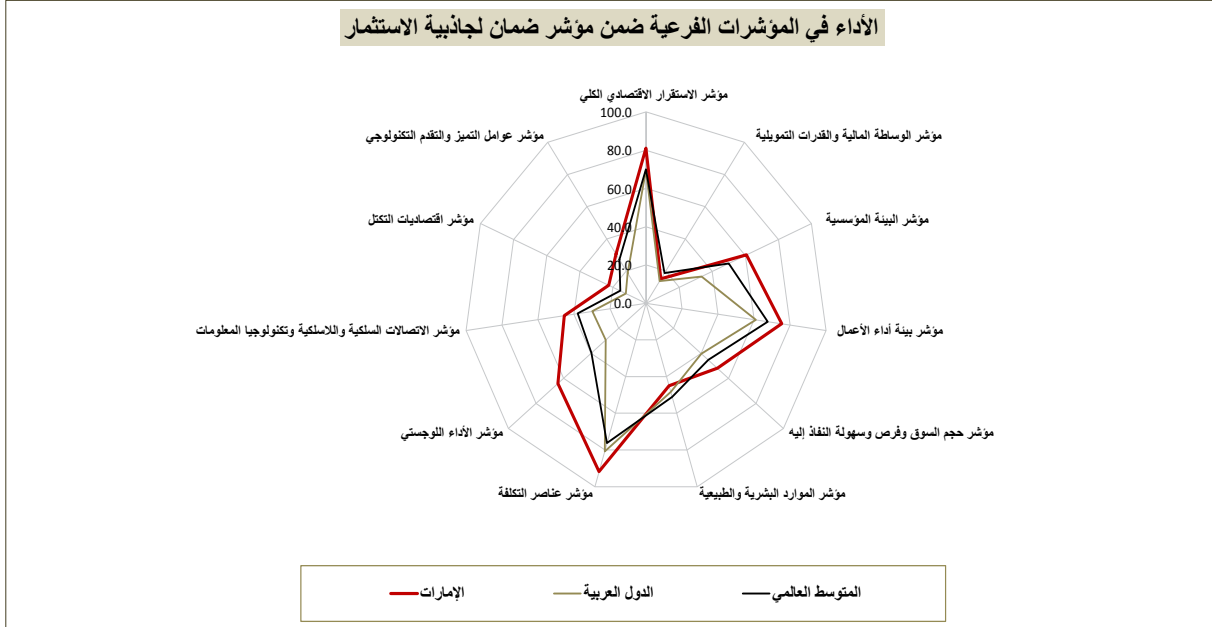 الأداء في المؤشرات الفرعية ضمن مؤشر ضمان لجاذبية الاستثمار
مؤشر الاستقرار الاقتصادي الكلي
مؤشر الوساطة المالية والقدرات التمويلية
مؤشر البيئة المؤسسية
مؤشر بيئة أداء الأعمال
مؤشر حجم السوق وفرص وسهولة النفاذ إليه
مؤشر الموارد البشرية والطبيعية
مؤشر عناصر التكلفة
مؤشر الأداء اللوجستي
مؤشر الاتصالات السلكية واللاسلكية وتكنولوجيا المعلومات
مؤشر اقتصاديات التكتل
مؤشر عوامل التميز والتقدم التكنولوجي
100.0
80.0
60.0
40.0
20.0
0.0
المتوسط العالمي
الدول العربية
الإمارات